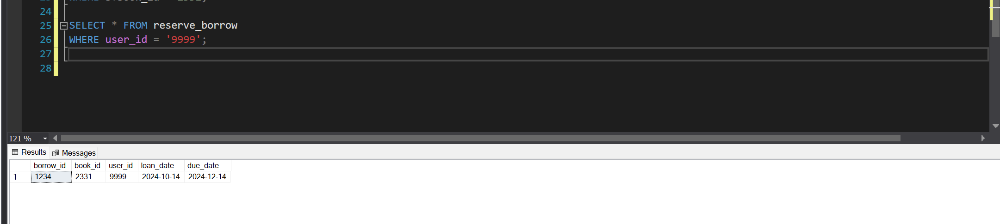 24
25 SELECT * FROM reserve_borrow
26 WHERE user_id = '9999';
27
28
121 %
Results Messages
borrow_id book_id user_id loan_date due_date
1 1234 2331 9999 2024-10-14 2024-12-14